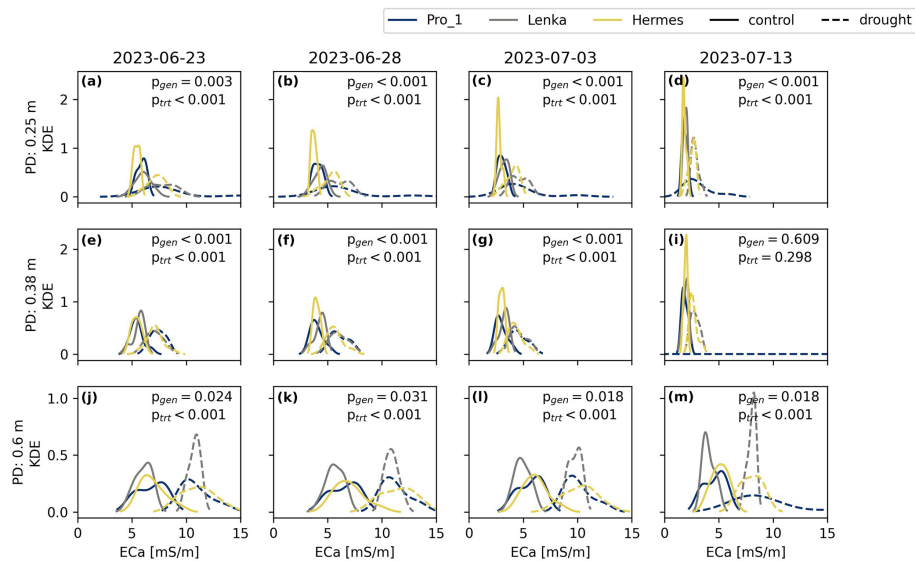 Pro_1 Lenka Hermes control drought
2023-06-23 2023-06-28 2023-07-03 2023-07-13
PD: 0.25 m
KDE
2
1
0
(a) p_gen = 0.003
p_trt < 0.001
(b) p_gen < 0.001
p_trt < 0.001
(c) p_gen < 0.001
p_trt < 0.001
(d) p_gen < 0.001
p_trt < 0.001
PD: 0.38 m
KDE
2
1
0
(e) p_gen < 0.001
p_trt < 0.001
(f) p_gen < 0.001
p_trt < 0.001
(g) p_gen < 0.001
p_trt < 0.001
(i) p_gen = 0.609
p_trt = 0.298
PD: 0.6 m
KDE
1.0
0.5
0.0
(j) p_gen = 0.024
p_trt < 0.001
(k) p_gen = 0.031
p_trt < 0.001
(l) p_gen = 0.018
p_trt < 0.001
(m) p_gen = 0.018
p_trt < 0.001
0 5 10 15 0 5 10 15 0 5 10 15 0 5 10 15
ECa [mS/m] ECa [mS/m] ECa [mS/m] ECa [mS/m]